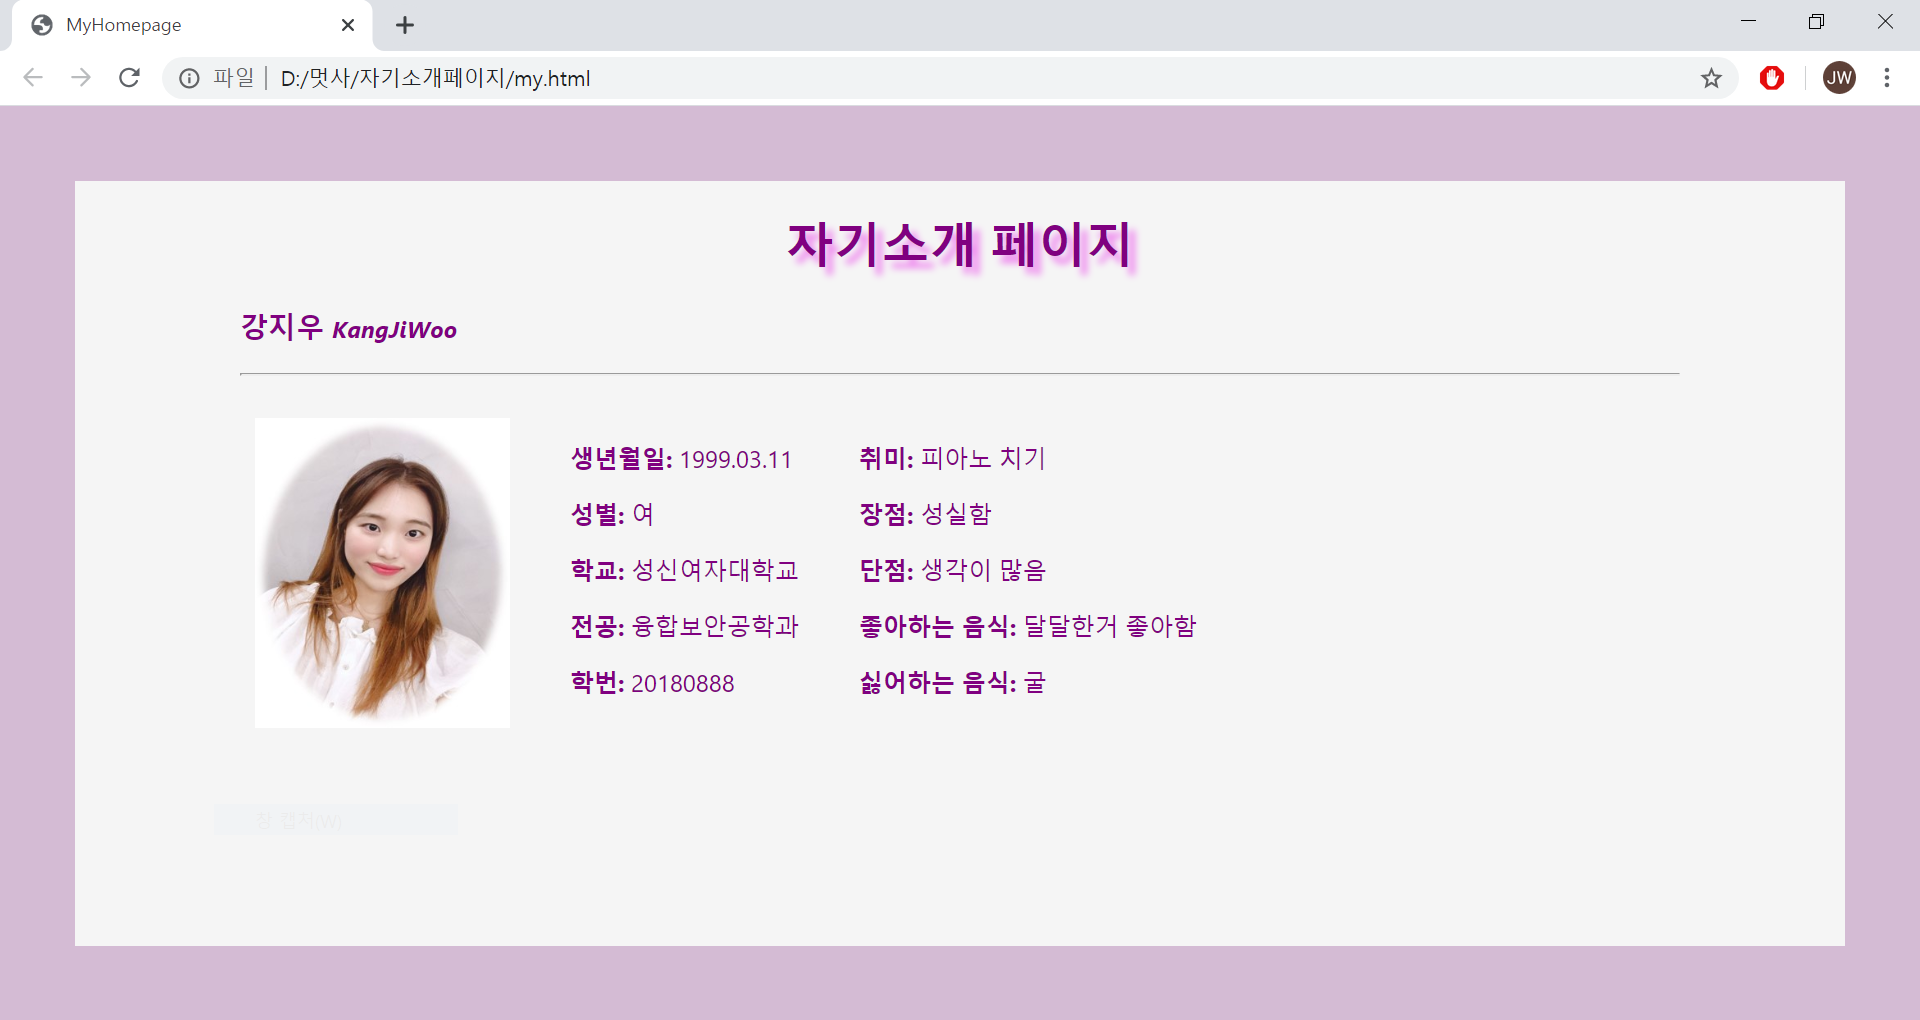 MyHomepage
파일 D:/멋사/자기소개페이지/my.html
JW
자기소개 페이지
강지우 KangJiWoo
생년월일: 1999.03.11
성별: 여
학교: 성신여자대학교
전공: 융합보안공학과
학번: 20180888
취미: 피아노 치기
장점: 성실함
단점: 생각이 많음
좋아하는 음식: 달달한거 좋아함
싫어하는 음식: 굴
창 캡처(W)